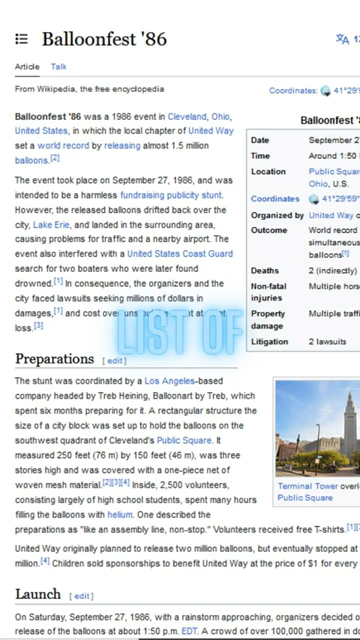 Balloonfest '86
Article Talk
From Wikipedia, the free encyclopedia
Coordinates: 41°29'
Balloonfest '86 was a 1986 event in Cleveland, Ohio,
United States, in which the local chapter of United Way
set a world record by releasing almost 1.5 million
balloons.[2]
The event took place on September 27, 1986, and was
intended to be a harmless fundraising publicity stunt.
However, the released balloons drifted back over the
city, Lake Erie, and landed in the surrounding area,
causing problems for traffic and a nearby airport. The
event also interfered with a United States Coast Guard
search for two boaters who were later found
drowned.[1] In consequence, the organizers and the
city faced lawsuits seeking millions of dollars in
damages,[1] and cost
loss.[3]
LIST OF
Balloonfest '8
Date September 2
Time Around 1:50
Location Public Squar
Ohio, U.S.
Coordinates 41°29′59″
Organized by United Way o
Outcome World record
simultaneous
balloons[1]
Deaths 2 (indirectly)
Non-fatal Multiple hors
injuries
Property Multiple traffi
damage
Litigation 2 lawsuits
Preparations [ edit ]
The stunt was coordinated by a Los Angeles-based
company headed by Treb Heining, Balloonart by Treb, which
spent six months preparing for it. A rectangular structure the
size of a city block was set up to hold the balloons on the
southwest quadrant of Cleveland's Public Square. It
measured 250 feet (76 m) by 150 feet (46 m), was three
stories high and was covered with a one-piece net of
woven mesh material.[2][3][4] Inside, 2,500 volunteers,
consisting largely of high school students, spent many hours
filling the balloons with helium. One described the
preparations as "like an assembly line, non-stop." Volunteers received free T-shirts.[1]
Terminal Tower overl
Public Square
United Way originally planned to release two million balloons, but eventually stopped at
million.[4] Children sold sponsorships to benefit United Way at the price of $1 for every
Launch [ edit ]
On Saturday, September 27, 1986, with a rainstorm approaching, organizers decided
release of the balloons at about 1:50 p.m. EDT. A crowd of over 100,000 gathered in do